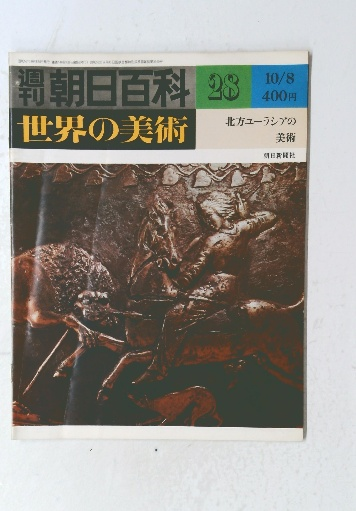 週刊 朝日百科
世界の美術
28
10/8
400円
北方ユーラシアの
美術
朝日新聞社